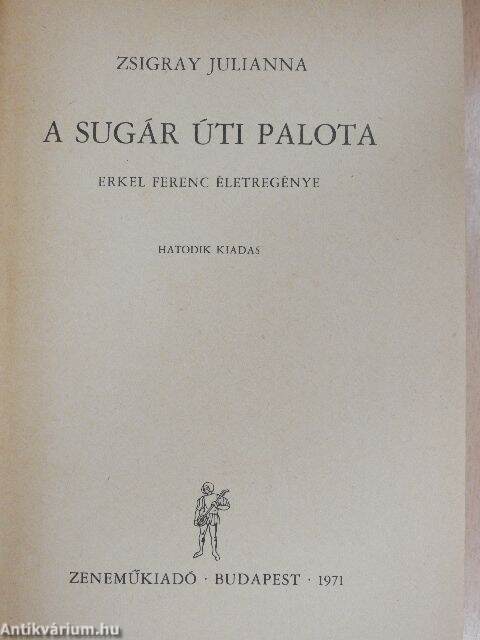 ZSIGRAY JULIANNA
A SUGÁR ÚTI PALOTA
ERKEL FERENC ÉLETREGÉNYE
HATODIK KIADÁS
ZENEMŰKIADÓ · BUDAPEST · 1971
Antikvárium.hu